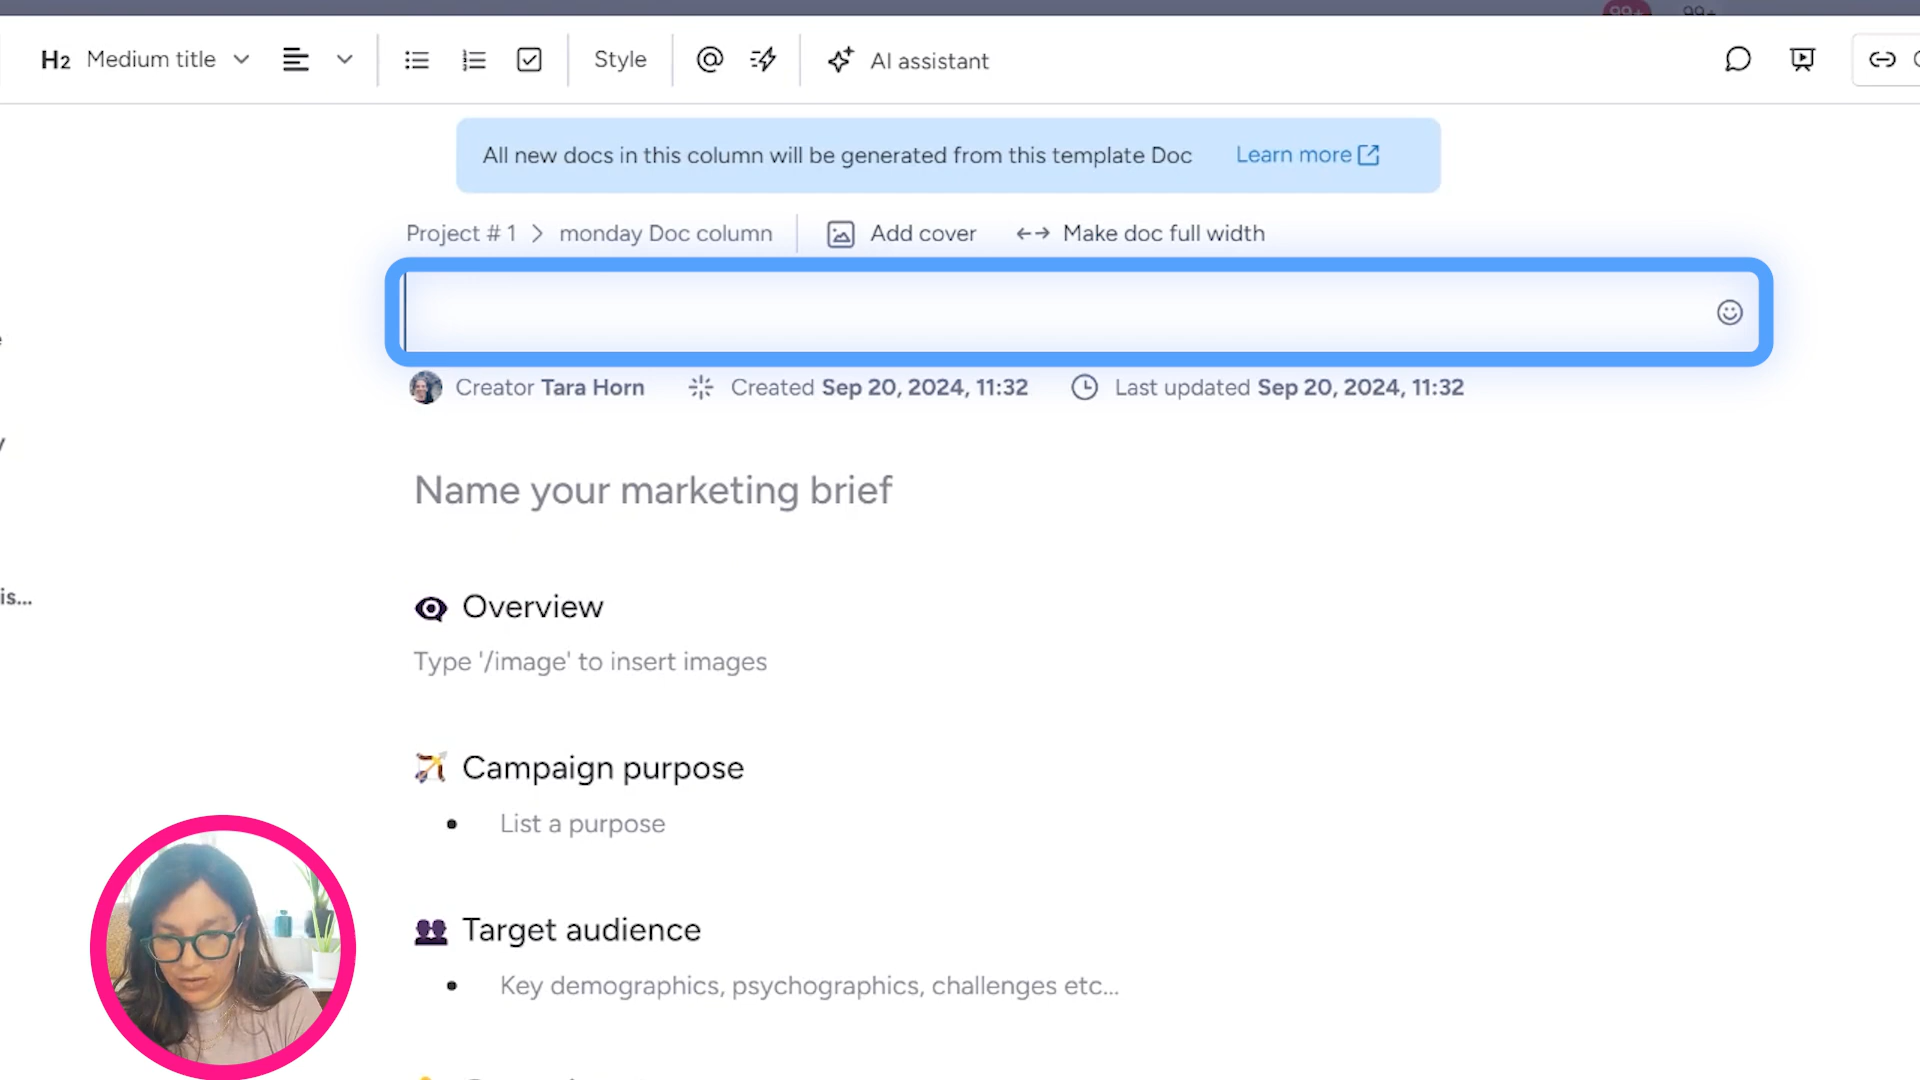 99+ 99+
H2 Medium title Style AI assistant
All new docs in this column will be generated from this template Doc Learn more
Project # 1 > monday Doc column Add cover Make doc full width
Creator Tara Horn Created Sep 20, 2024, 11:32 Last updated Sep 20, 2024, 11:32
Name your marketing brief
Overview
Type '/image' to insert images
is...
Campaign purpose
• List a purpose
Target audience
• Key demographics, psychographics, challenges etc...